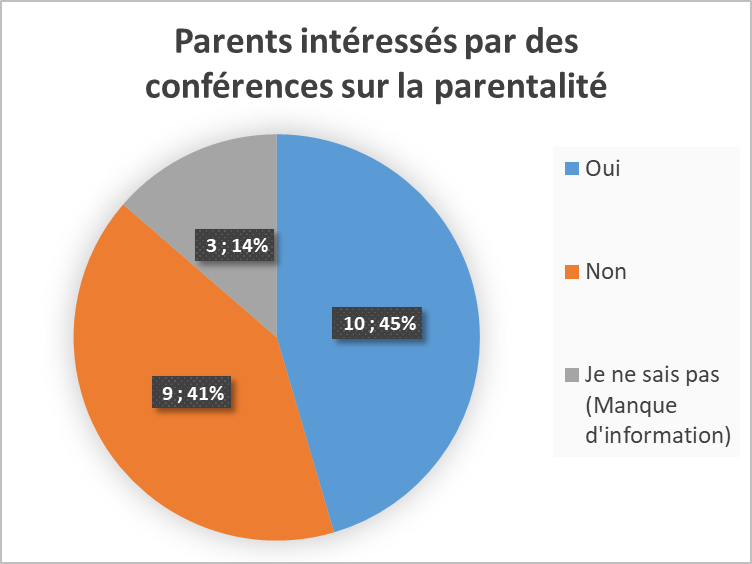 Parents intéressés par des
conférences sur la parentalité
3 ; 14%
10 ; 45%
9 ; 41%
Oui
Non
Je ne sais pas
(Manque
d'information)